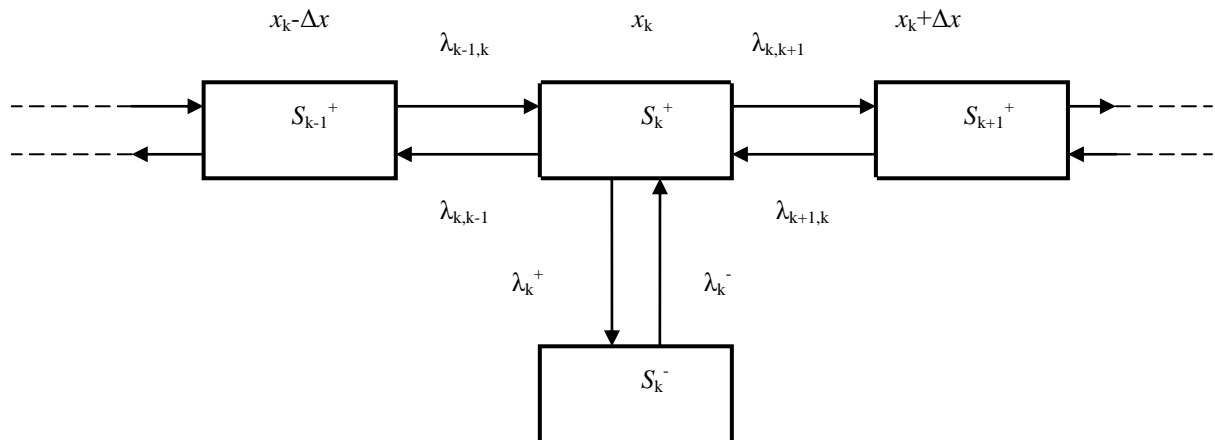 x_k-Δx x_k x_k+Δx
λ_k-1,k λ_k,k+1
S_k-1^+ S_k^+ S_k+1^+
λ_k,k-1 λ_k+1,k
λ_k^+ λ_k^-
S_k^-